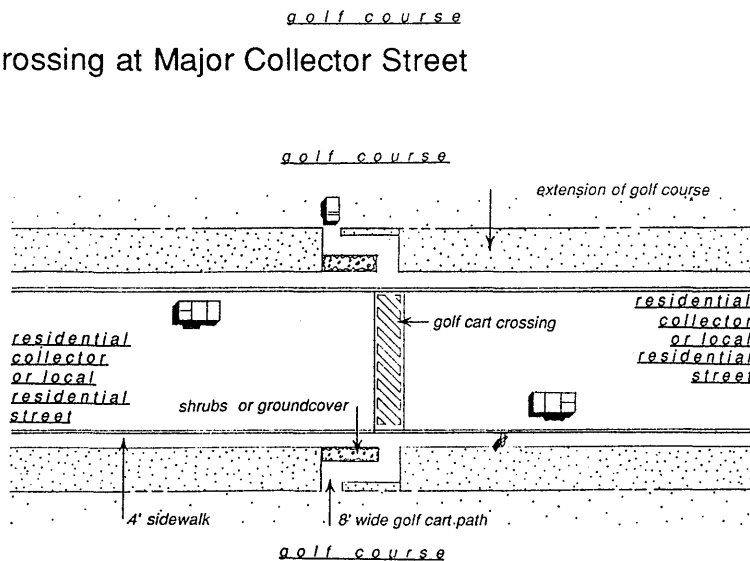 golf course
rossing at Major Collector Street
golf course
extension of golf course
residential
collector
or local
residential
street
golf cart crossing
residential
collector
or local
residential
street
shrubs or groundcover
4' sidewalk
8' wide golf cart path
golf course